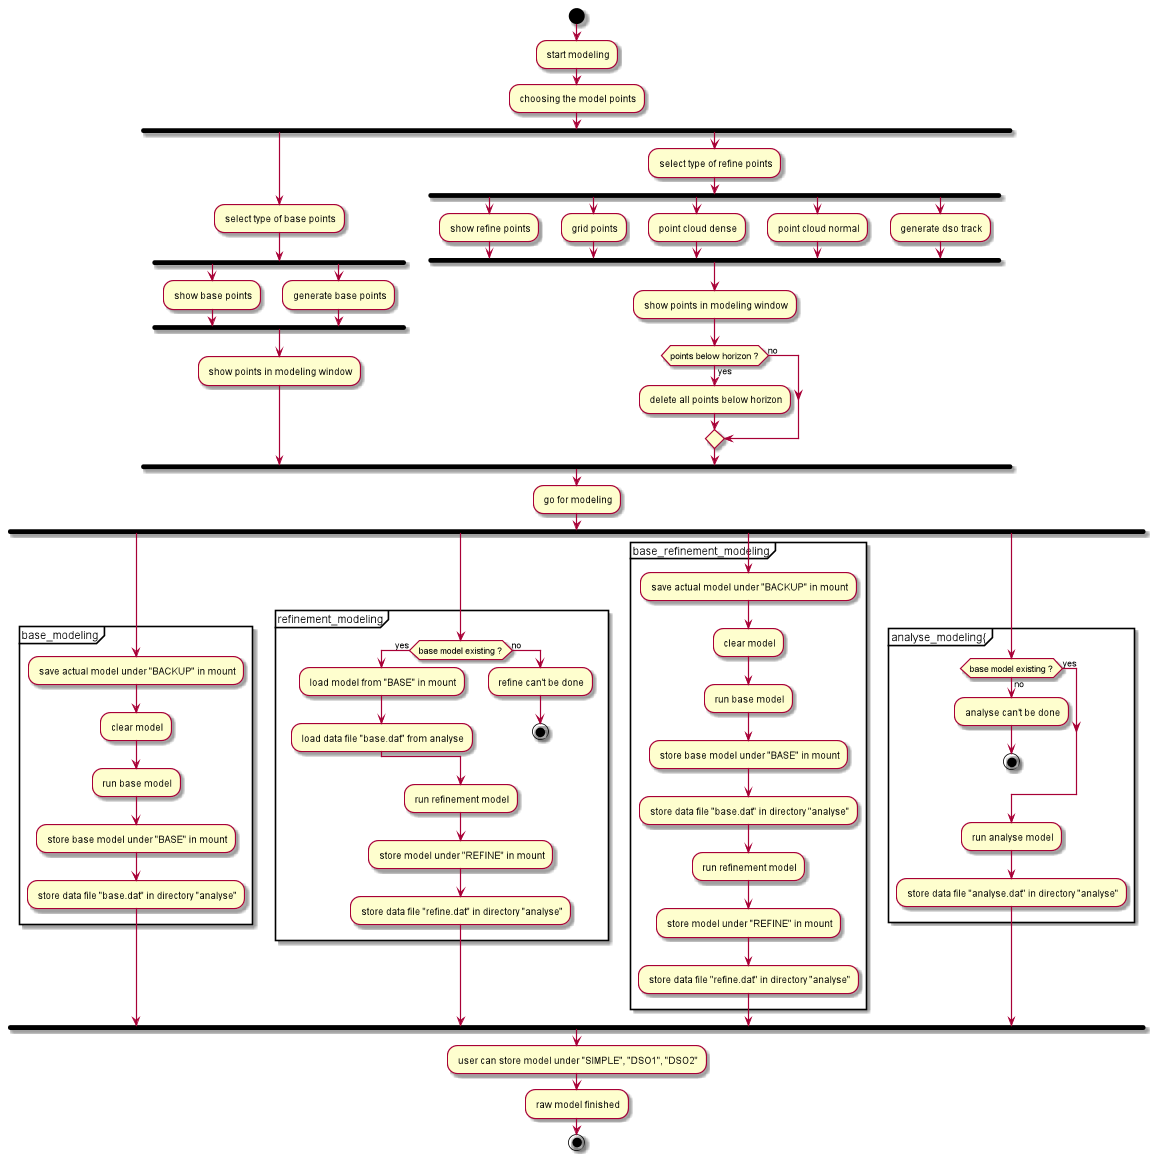 start modeling
choosing the model points
select type of refine points
select type of base points
show refine points
grid points
point cloud dense
point cloud normal
generate dso track
show base points
generate base points
show points in modeling window
show points in modeling window
points below horizon ?
no
yes
delete all points below horizon
go for modeling
base_modeling
save actual model under "BACKUP" in mount
clear model
run base model
store base model under "BASE" in mount
store data file "base.dat" in directory "analyse"
refinement_modeling
yes
base model existing ?
no
load model from "BASE" in mount
refine can't be done
load data file "base.dat" from analyse
run refinement model
store model under "REFINE" in mount
store data file "refine.dat" in directory "analyse"
base_refinement_modeling
save actual model under "BACKUP" in mount
clear model
run base model
store base model under "BASE" in mount
store data file "base.dat" in directory "analyse"
run refinement model
store model under "REFINE" in mount
store data file "refine.dat" in directory "analyse"
analyse_modeling{
base model existing ?
yes
no
analyse can't be done
run analyse model
store data file "analyse.dat" in directory "analyse"
user can store model under "SIMPLE", "DSO1", "DSO2"
raw model finished